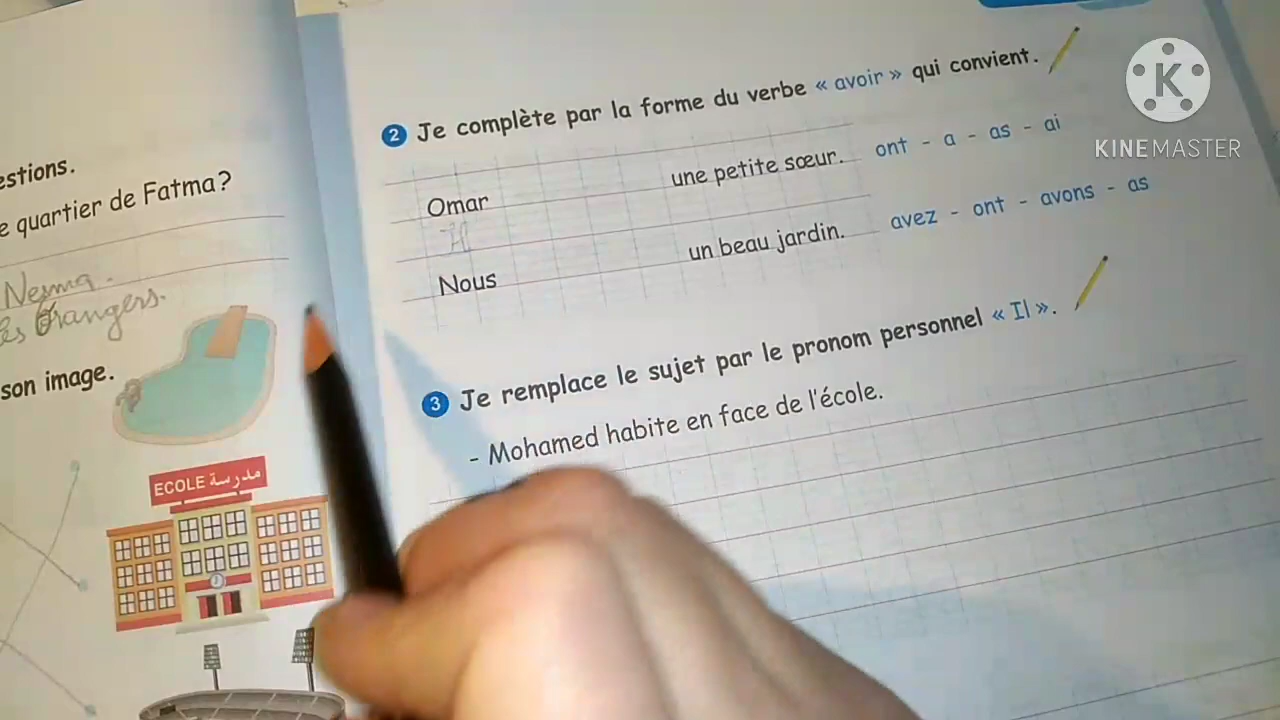 estions.
e quartier de Fatma?
Nesma.
Les Orangers.
son image.
ECOLE مدرسة
2 Je complète par la forme du verbe « avoir » qui convient.
Omar une petite sœur. ont - a - as - ai
Il
Nous un beau jardin. avez - ont - avons - as
3 Je remplace le sujet par le pronom personnel « Il ».
- Mohamed habite en face de l'école.
K
KINEMASTER